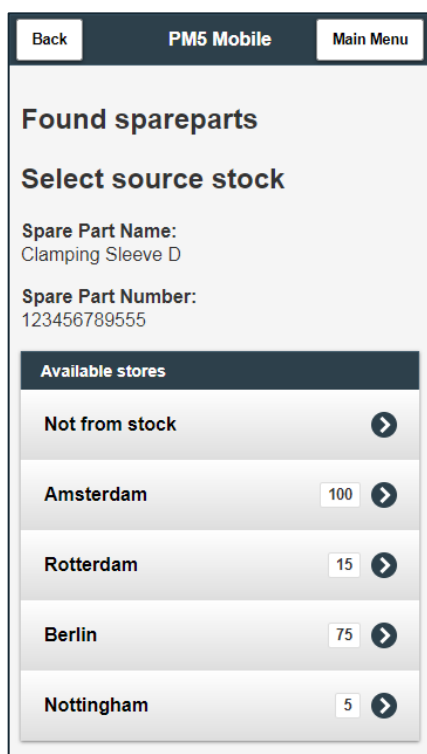 Back PM5 Mobile Main Menu
Found spareparts
Select source stock
Spare Part Name:
Clamping Sleeve D
Spare Part Number:
123456789555
Available stores
Not from stock
Amsterdam 100
Rotterdam 15
Berlin 75
Nottingham 5